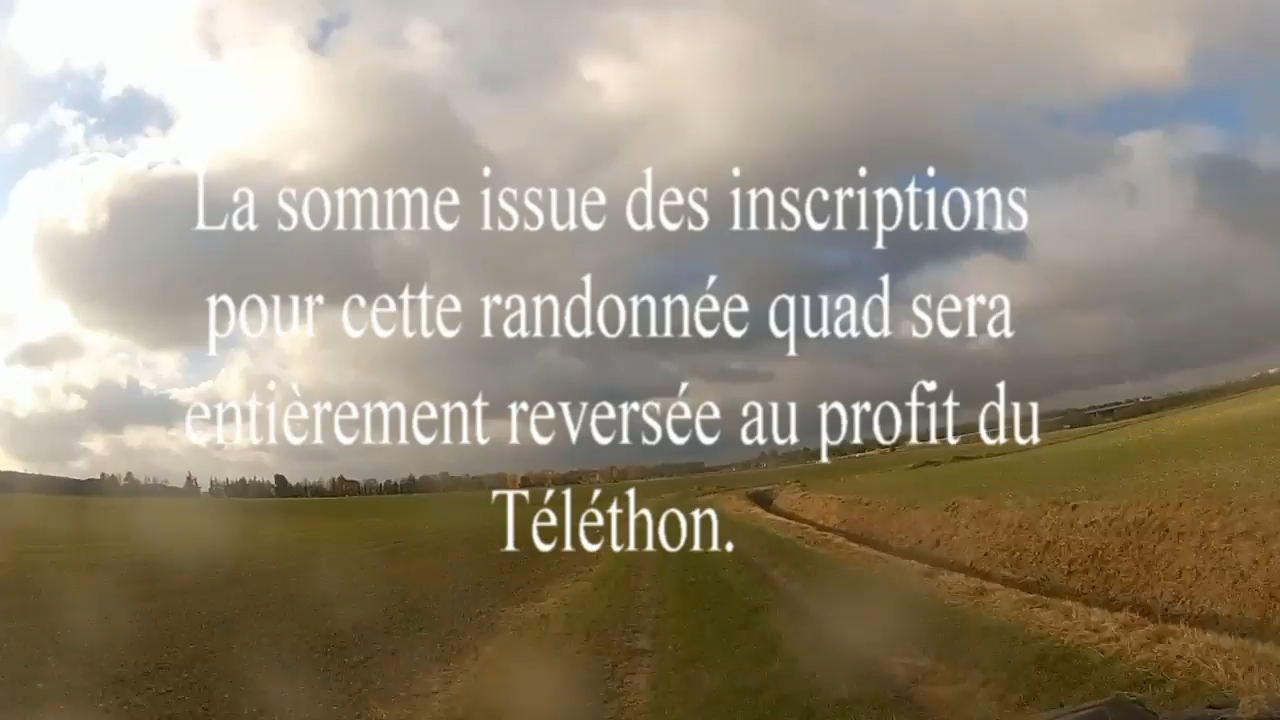 La somme issue des inscriptions
pour cette randonnée quad sera
entièrement reversée au profit du
Téléthon.